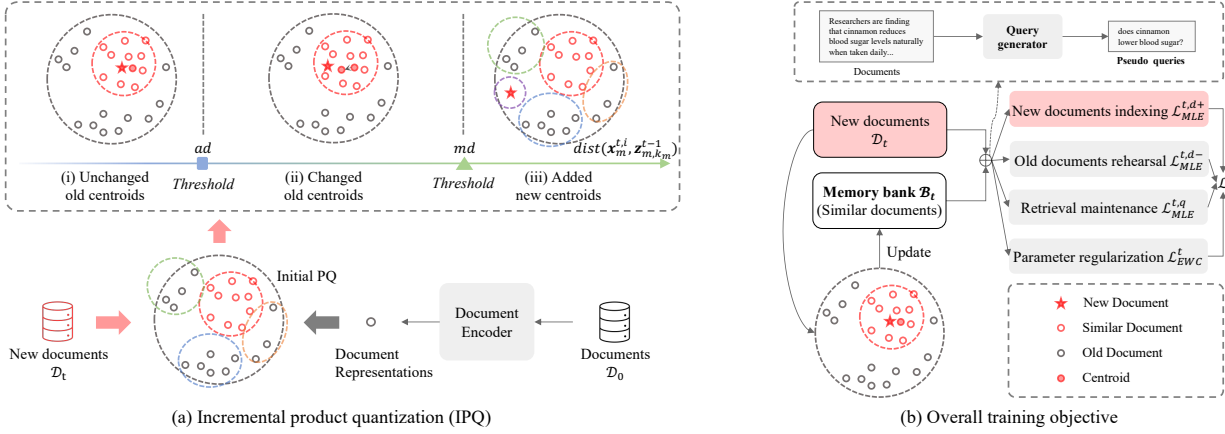 ad
md
dist(x_m^{t,i}, z_{m,k_m}^{t-1})
(i) Unchanged
old centroids
Threshold
(ii) Changed
old centroids
Threshold
(iii) Added
new centroids
Initial PQ
New documents
D_t
Document
Representations
Document
Encoder
Documents
D_0
(a) Incremental product quantization (IPQ)
Researchers are finding
that cinnamon reduces
blood sugar levels naturally
when taken daily...
Documents
Query
generator
does cinnamon
lower blood sugar?
Pseudo queries
New documents
D_t
Memory bank B_t
(Similar documents)
Update
New documents indexing L_{MLE}^{t,d+}
Old documents rehearsal L_{MLE}^{t,d-}
Retrieval maintenance L_{MLE}^{t,q}
Parameter regularization L_{EWC}^{t}
L
New Document
Similar Document
Old Document
Centroid
(b) Overall training objective